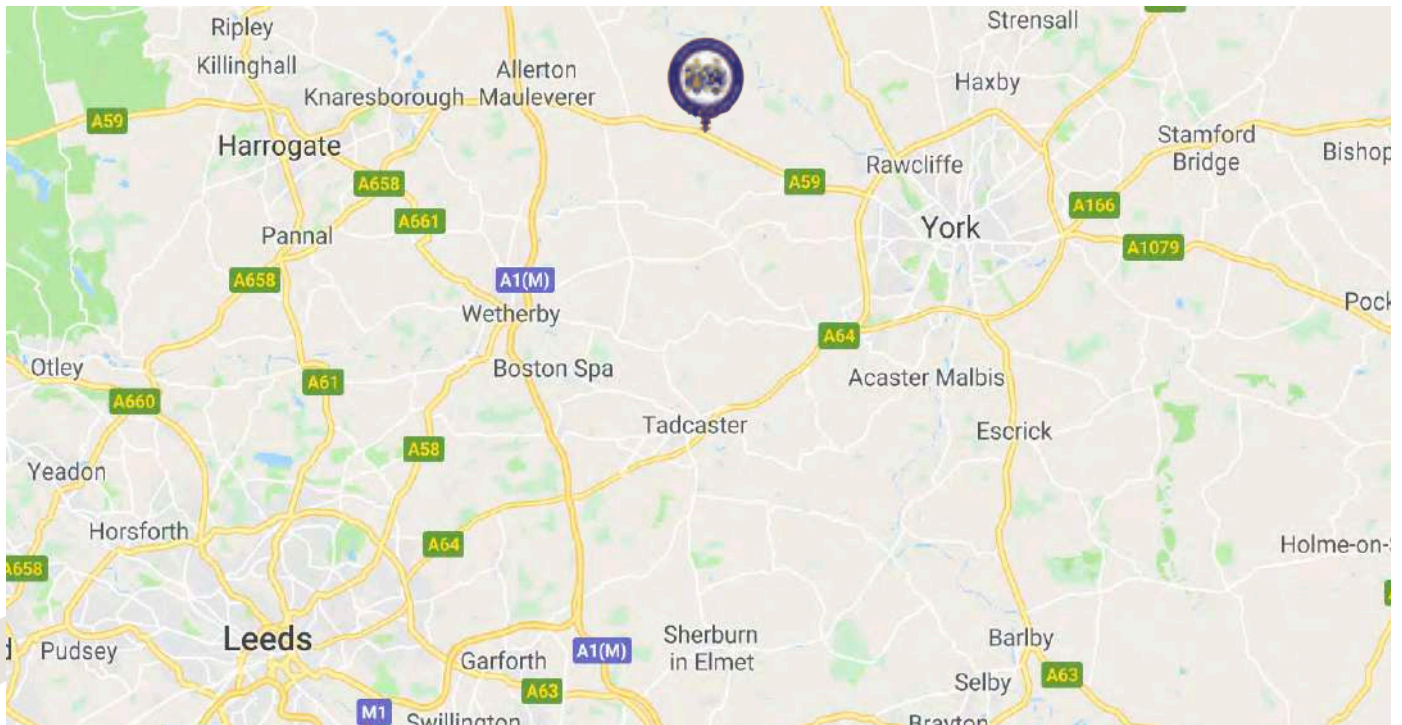 Ripley
Strensall
Killinghall
Allerton
Mauleverer
Haxby
Knaresborough
A59
Harrogate
Stamford
Bridge
Bishop
Rawcliffe
A658
A59
A166
A661
Pannal
York
A1079
A658
A1(M)
Wetherby
Pock
A64
Otley
Boston Spa
A61
Acaster Malbis
A660
Tadcaster
Escrick
A58
Yeadon
Horsforth
A64
Holme-on-
A658
Leeds
Sherburn
in Elmet
Barlby
Pudsey
Garforth
A1(M)
A63
Selby
A63
M1
Swillington
Brayton